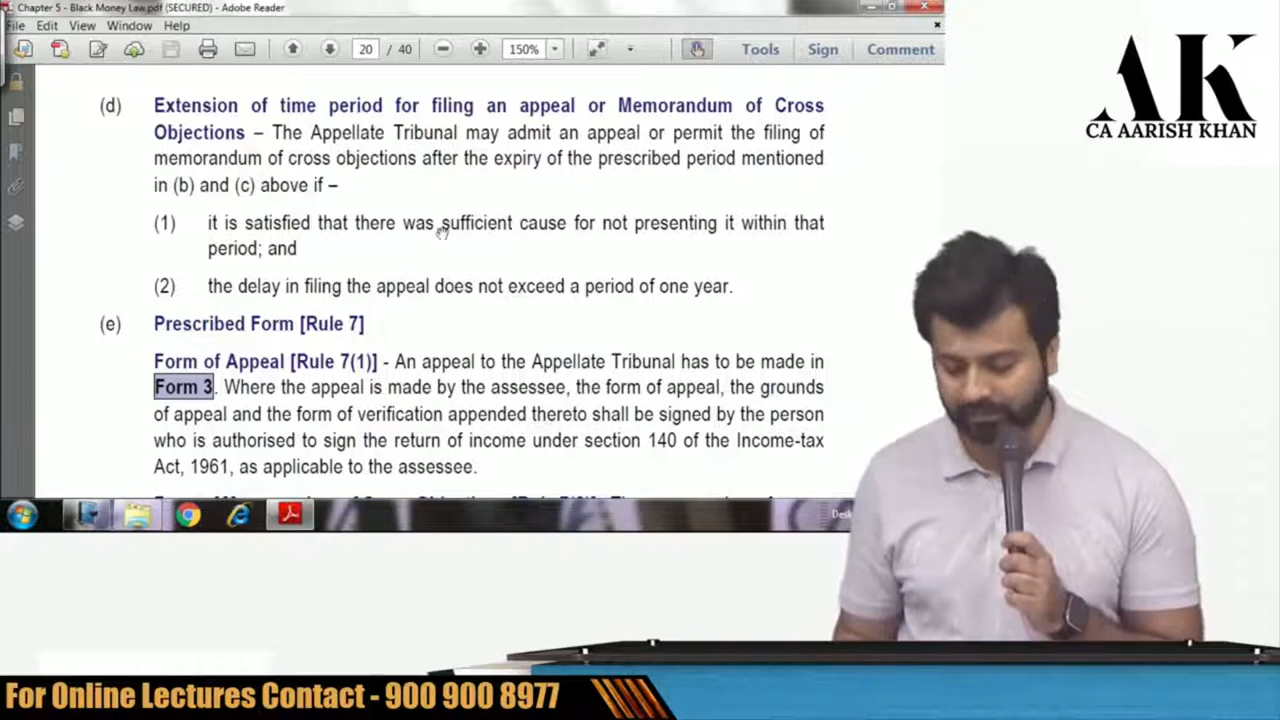 Chapter 5 - Black Money Law.pdf (SECURED) - Adobe Reader
File Edit View Window Help
20 / 40 150% Tools Sign Comment
AK
CA AARISH KHAN
(d) Extension of time period for filing an appeal or Memorandum of Cross
Objections – The Appellate Tribunal may admit an appeal or permit the filing of
memorandum of cross objections after the expiry of the prescribed period mentioned
in (b) and (c) above if –
(1) it is satisfied that there was sufficient cause for not presenting it within that
period; and
(2) the delay in filing the appeal does not exceed a period of one year.
(e) Prescribed Form [Rule 7]
Form of Appeal [Rule 7(1)] - An appeal to the Appellate Tribunal has to be made in
Form 3. Where the appeal is made by the assessee, the form of appeal, the grounds
of appeal and the form of verification appended thereto shall be signed by the person
who is authorised to sign the return of income under section 140 of the Income-tax
Act, 1961, as applicable to the assessee.
For Online Lectures Contact - 900 900 8977